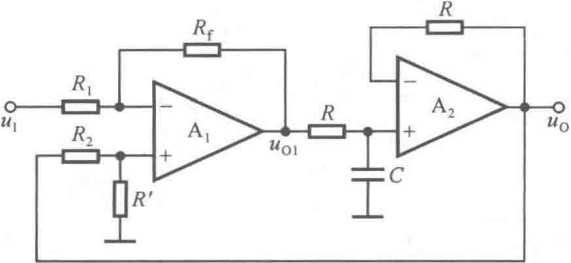 R_f
R
R_1
−
−
u_I
R_2
A_1
R
A_2
u_O
+
u_O1
+
R′
C